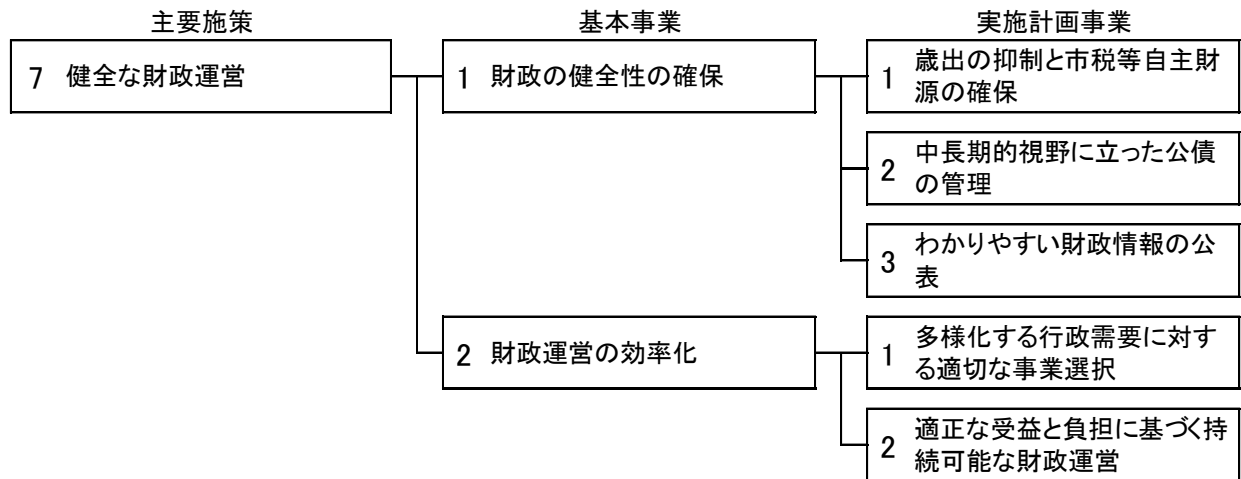 主要施策 基本事業 実施計画事業
7 健全な財政運営 1 財政の健全性の確保 1 歳出の抑制と市税等自主財
源の確保
2 中長期的視野に立った公債
の管理
3 わかりやすい財政情報の公
表
2 財政運営の効率化 1 多様化する行政需要に対す
る適切な事業選択
2 適正な受益と負担に基づく持
続可能な財政運営